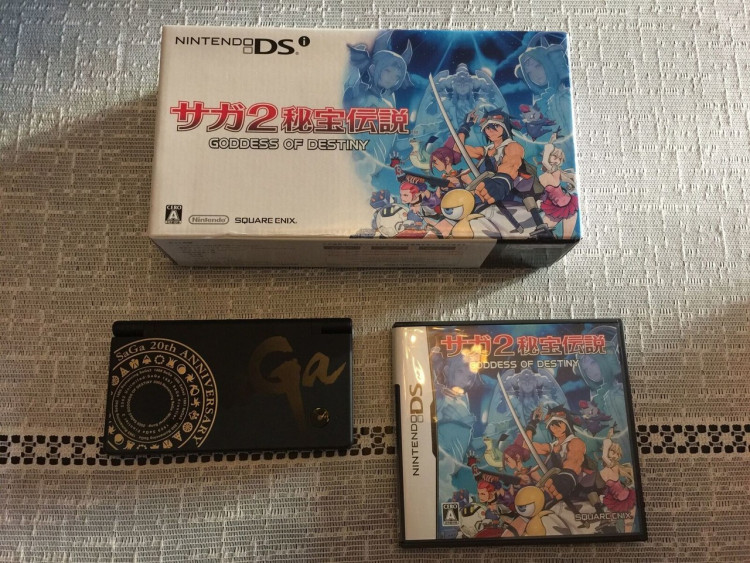 NINTENDO DS i
サガ2秘宝伝説
GODDESS OF DESTINY
CERO
A
Nintendo
SQUARE ENIX
SaGa 20th ANNIVERSARY
Ga
サガ2秘宝伝説
GODDESS OF DESTINY
NINTENDO DS
A
SQUARE ENIX